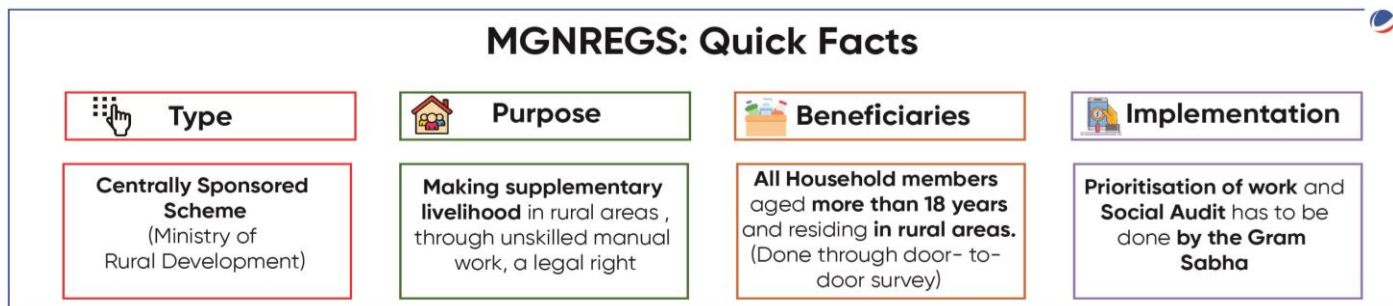 MGNREGS: Quick Facts
Type
Centrally Sponsored
Scheme
(Ministry of
Rural Development)
Purpose
Making supplementary
livelihood in rural areas ,
through unskilled manual
work, a legal right
Beneficiaries
All Household members
aged more than 18 years
and residing in rural areas.
(Done through door- to-
door survey)
Implementation
Prioritisation of work and
Social Audit has to be
done by the Gram
Sabha